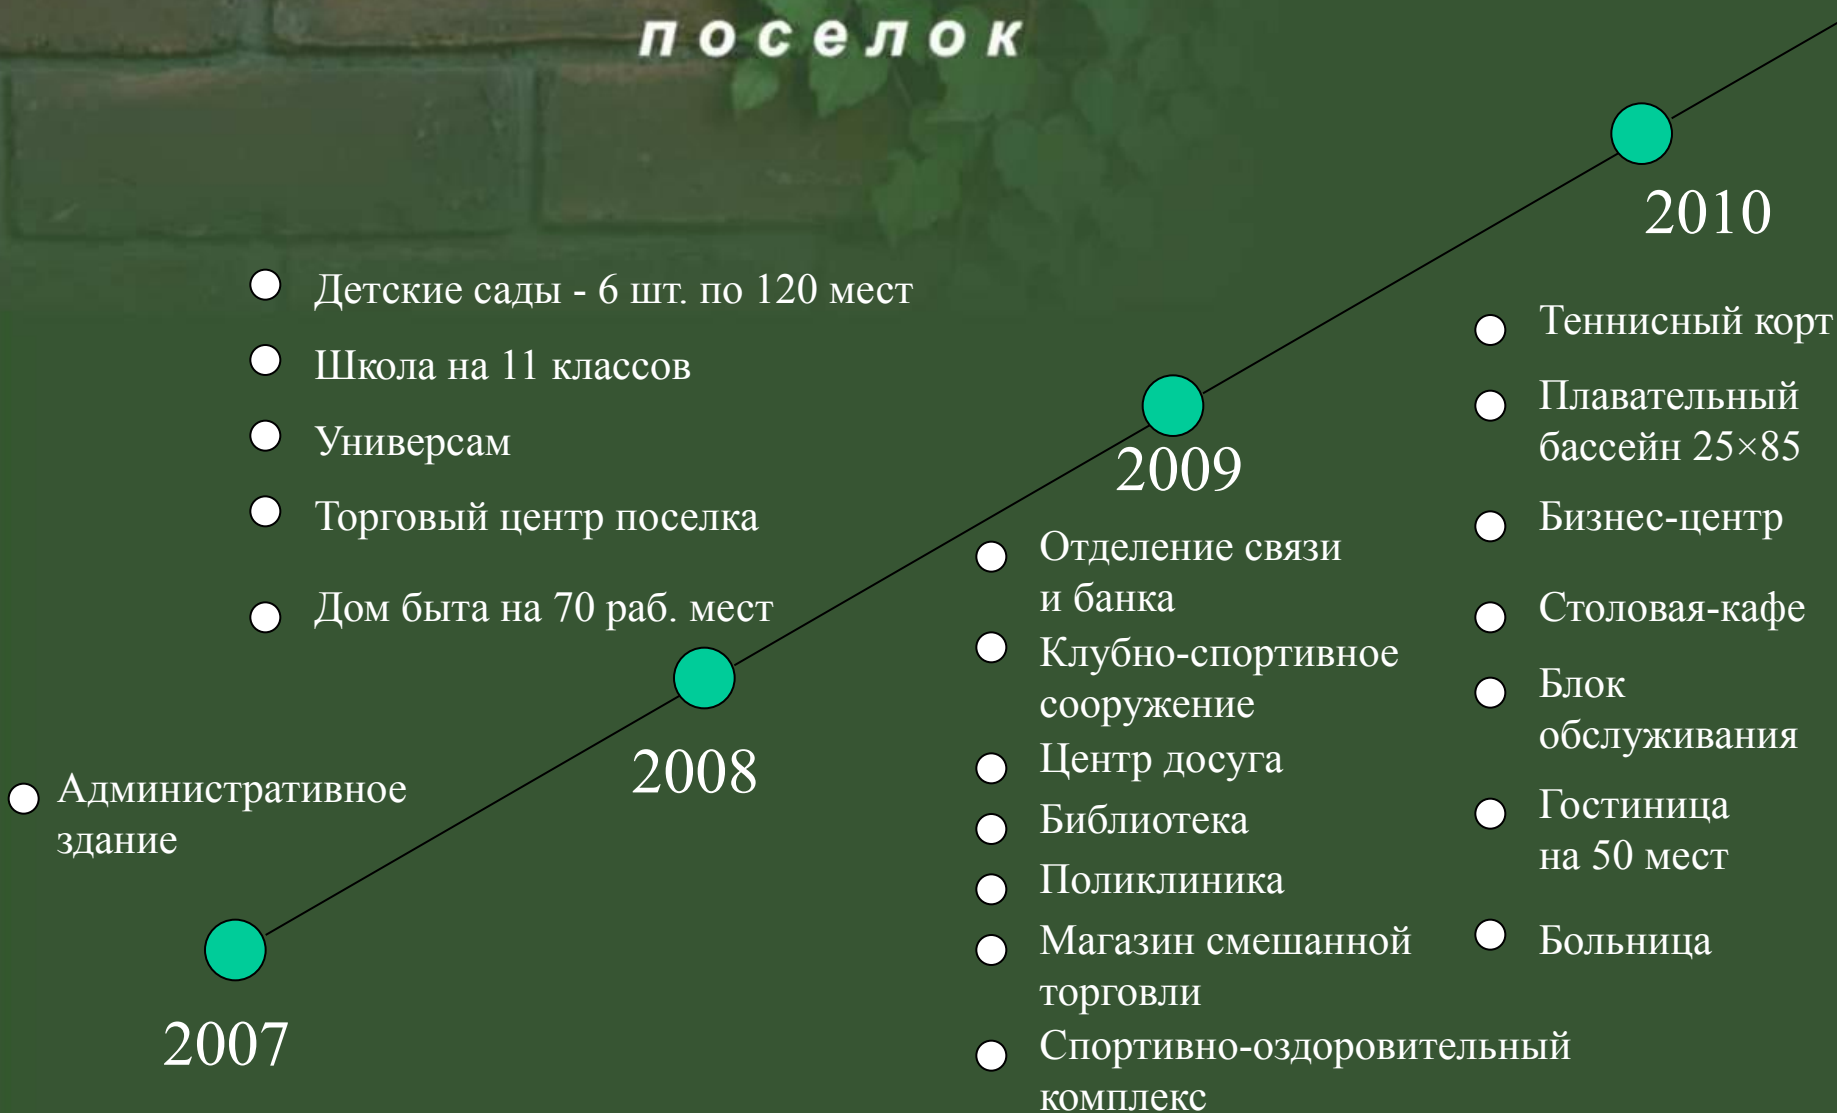 поселок
2010
Детские сады - 6 шт. по 120 мест
Школа на 11 классов
Универсам
Торговый центр поселка
Дом быта на 70 раб. мест
2008
Административное
здание
2007
2009
Отделение связи
и банка
Клубно-спортивное
сооружение
Центр досуга
Библиотека
Поликлиника
Магазин смешанной
торговли
Спортивно-оздоровительный
комплекс
Теннисный корт
Плавательный
бассейн 25×85
Бизнес-центр
Столовая-кафе
Блок
обслуживания
Гостиница
на 50 мест
Больница